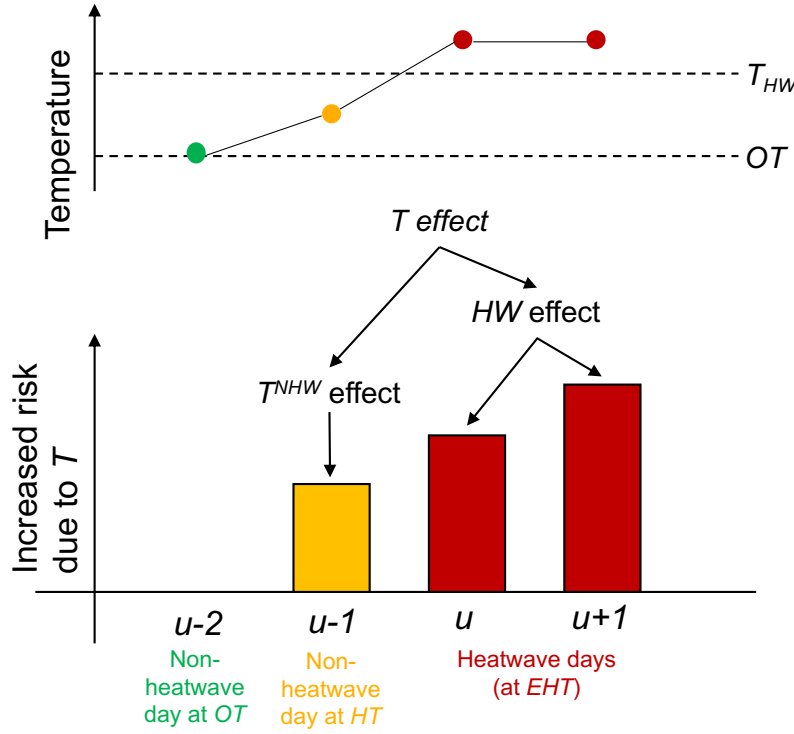 Temperature
T_HW
OT
T effect
HW effect
T^NHW effect
Increased risk
due to T
u-2
u-1
u
u+1
Non-
heatwave
day at OT
Non-
heatwave
day at HT
Heatwave days
(at EHT)